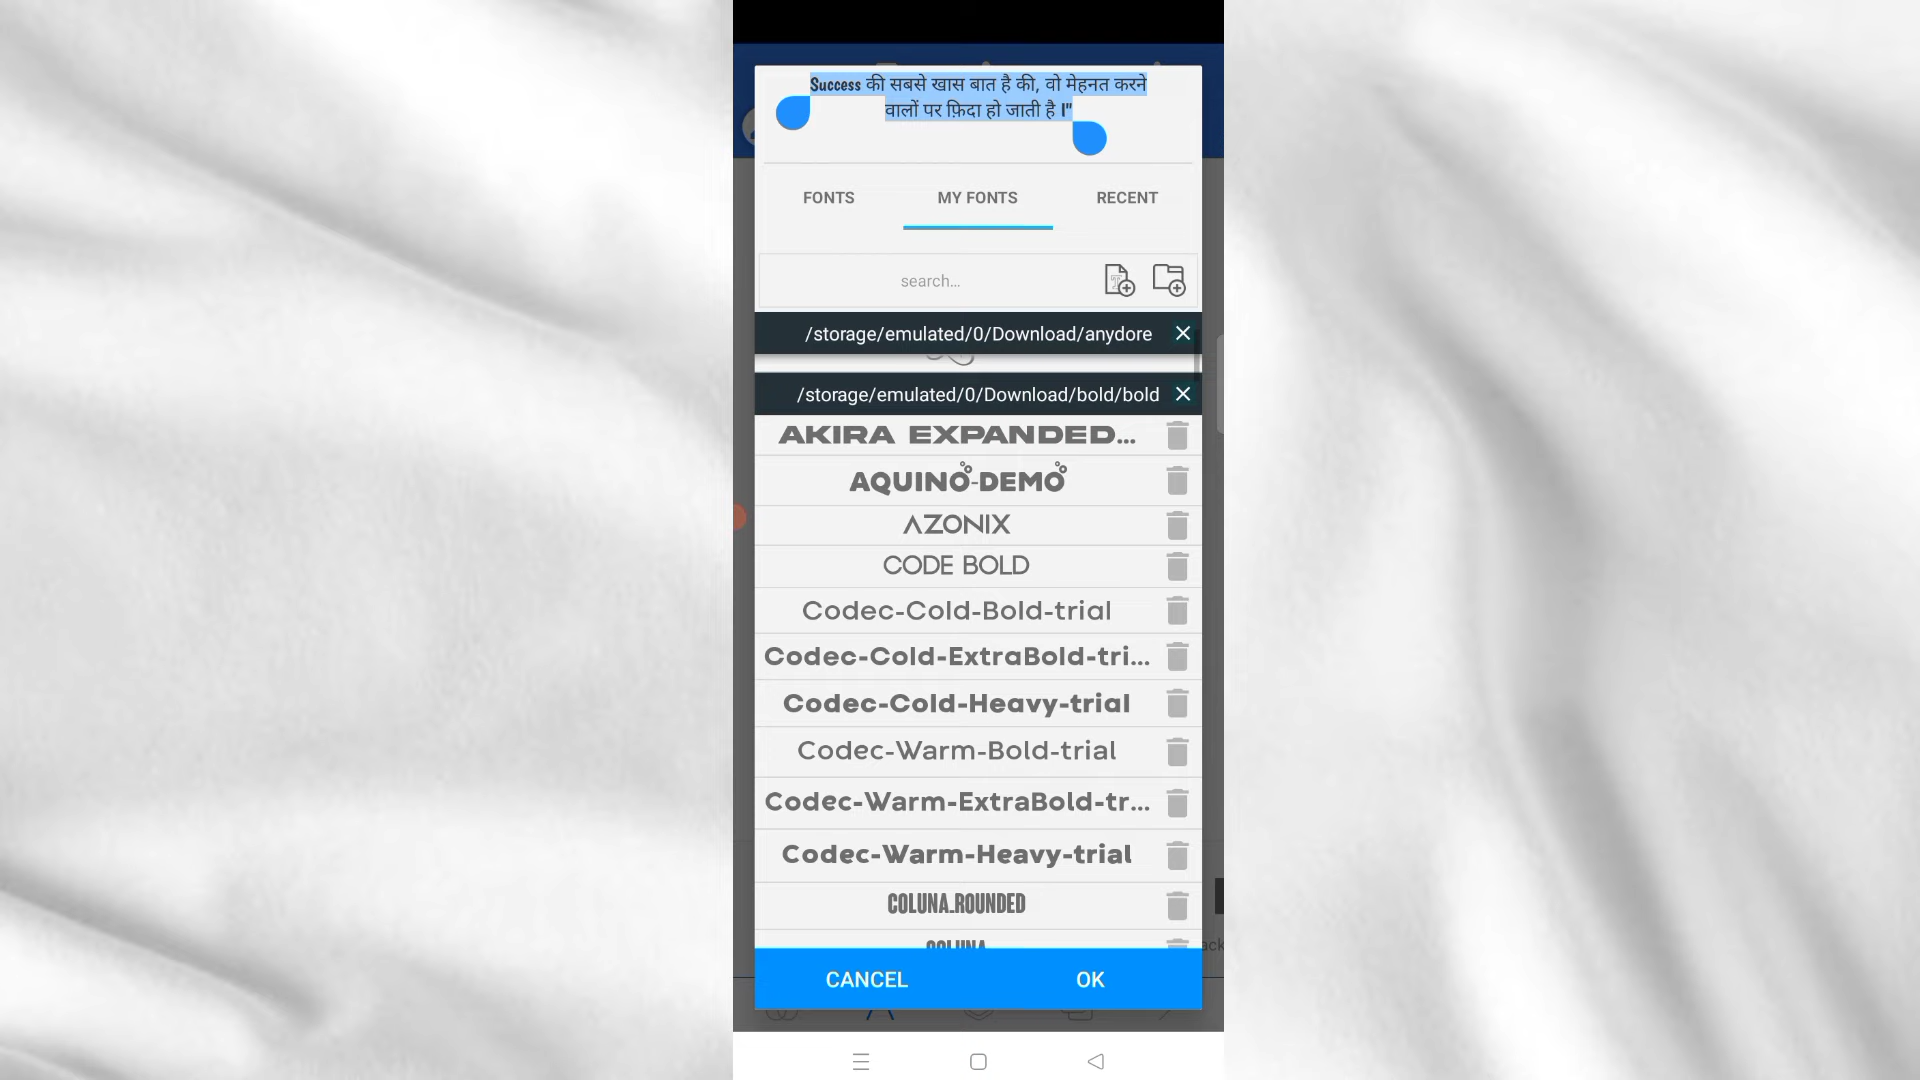 Success की सबसे खास बात है की, वो मेहनत करने
वालों पर फ़िदा हो जाती है I"
FONTS MY FONTS RECENT
search...
/storage/emulated/0/Download/anydore
/storage/emulated/0/Download/bold/bold
AKIRA EXPANDED...
AQUINO-DEMO
AZONIX
CODE BOLD
Codec-Cold-Bold-trial
Codec-Cold-ExtraBold-tri...
Codec-Cold-Heavy-trial
Codec-Warm-Bold-trial
Codec-Warm-ExtraBold-tr...
Codec-Warm-Heavy-trial
COLUNA_ROUNDED
COLUNA
CANCEL OK